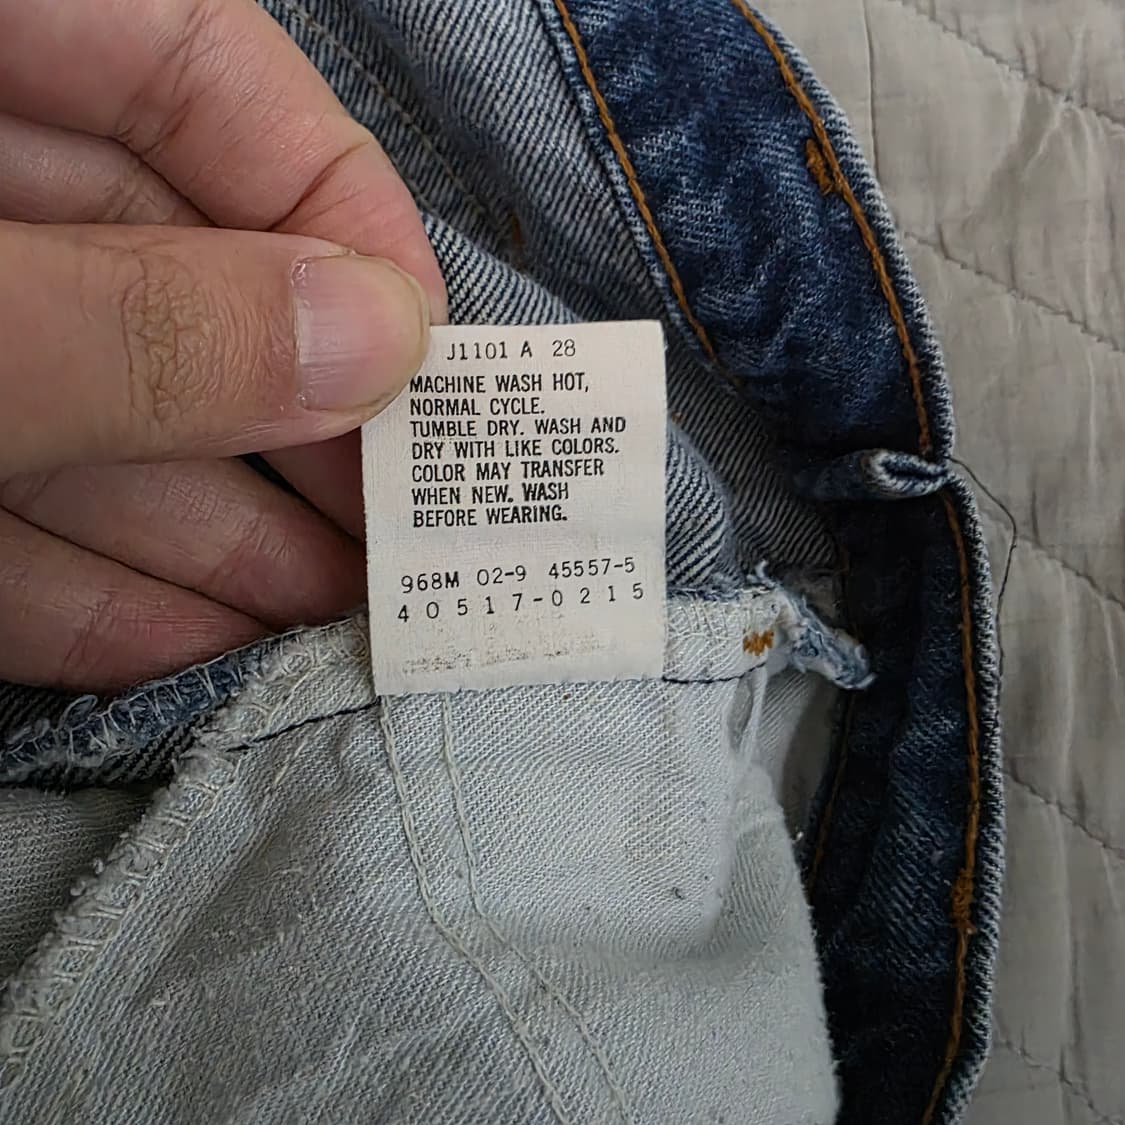 J1101 A 28
MACHINE WASH HOT,
NORMAL CYCLE.
TUMBLE DRY. WASH AND
DRY WITH LIKE COLORS.
COLOR MAY TRANSFER
WHEN NEW. WASH
BEFORE WEARING.
968M 02-9 45557-5
40517-0215